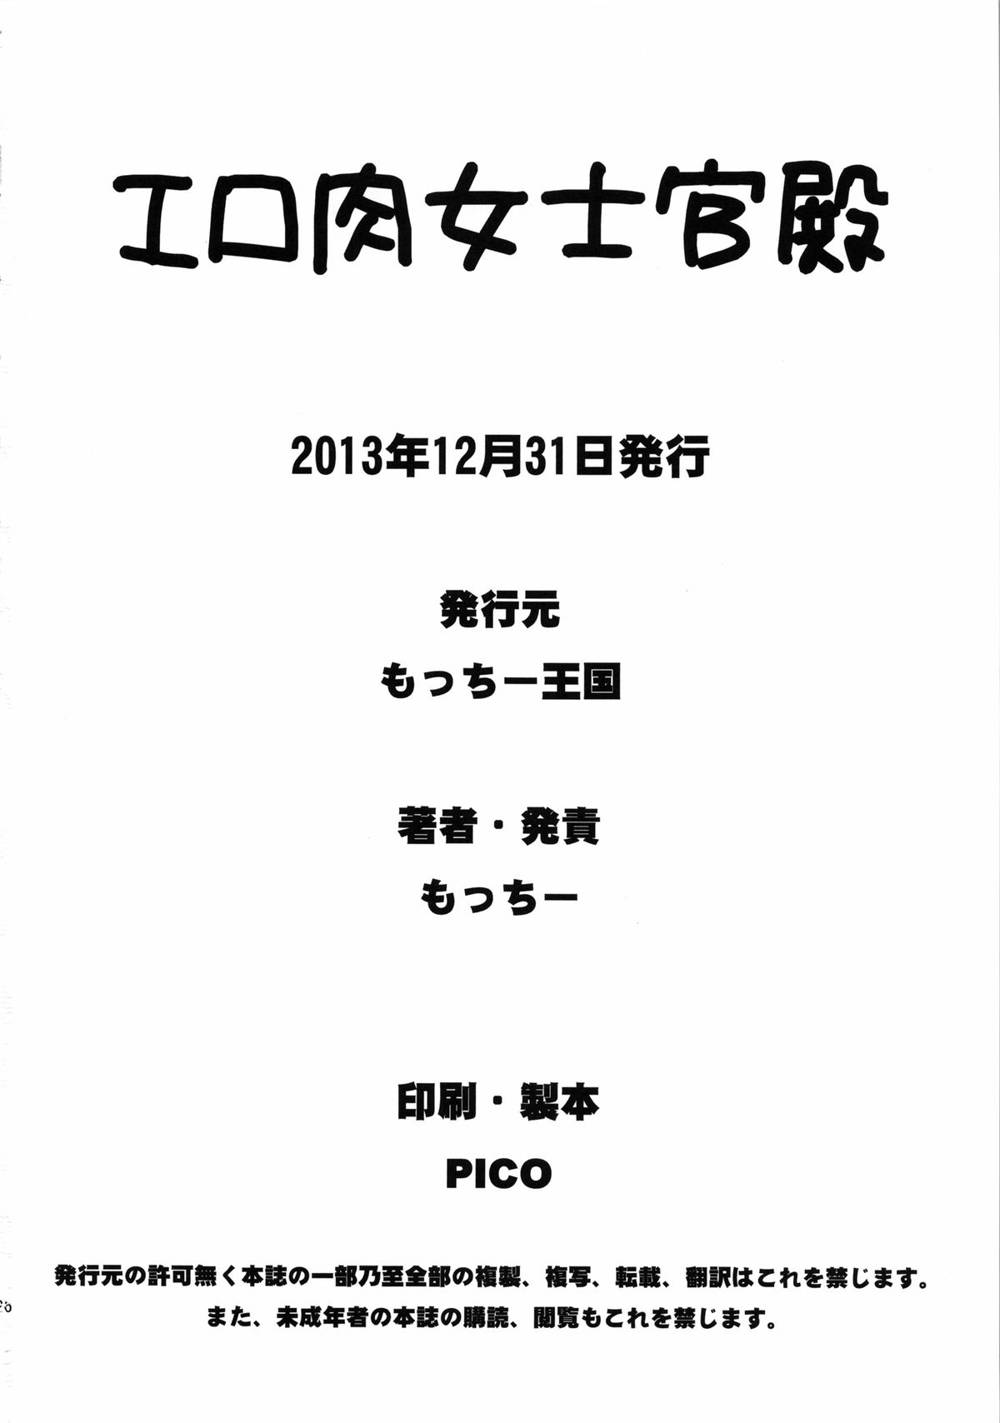 エロ肉女士官殿
2013年12月31日発行
発行元
もっちー王国
著者・発責
もっちー
印刷・製本
PICO
発行元の許可無く本誌の一部乃至全部の複製、複写、転載、翻訳はこれを禁じます。
また、未成年者の本誌の購読、閲覧もこれを禁じます。